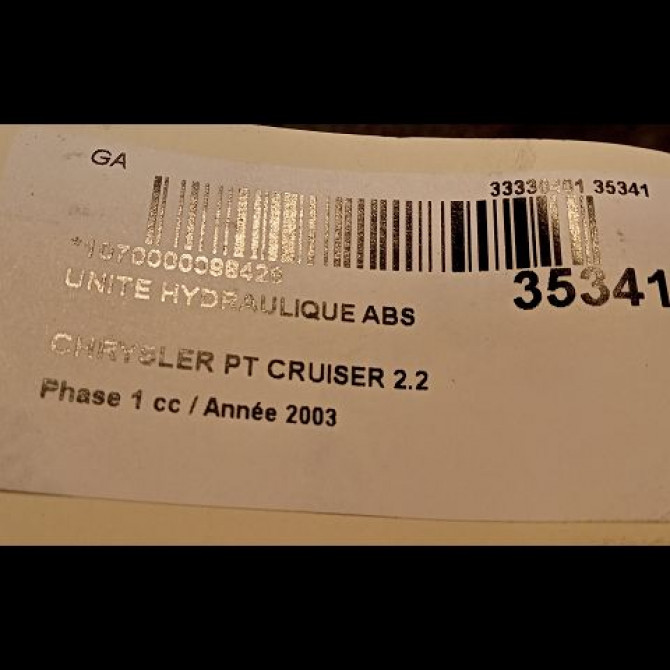 GA
35341
35341
UNITE HYDRAULIQUE ABS
CHRYSLER PT CRUISER 2.2
Phase 1 cc / Année 2003